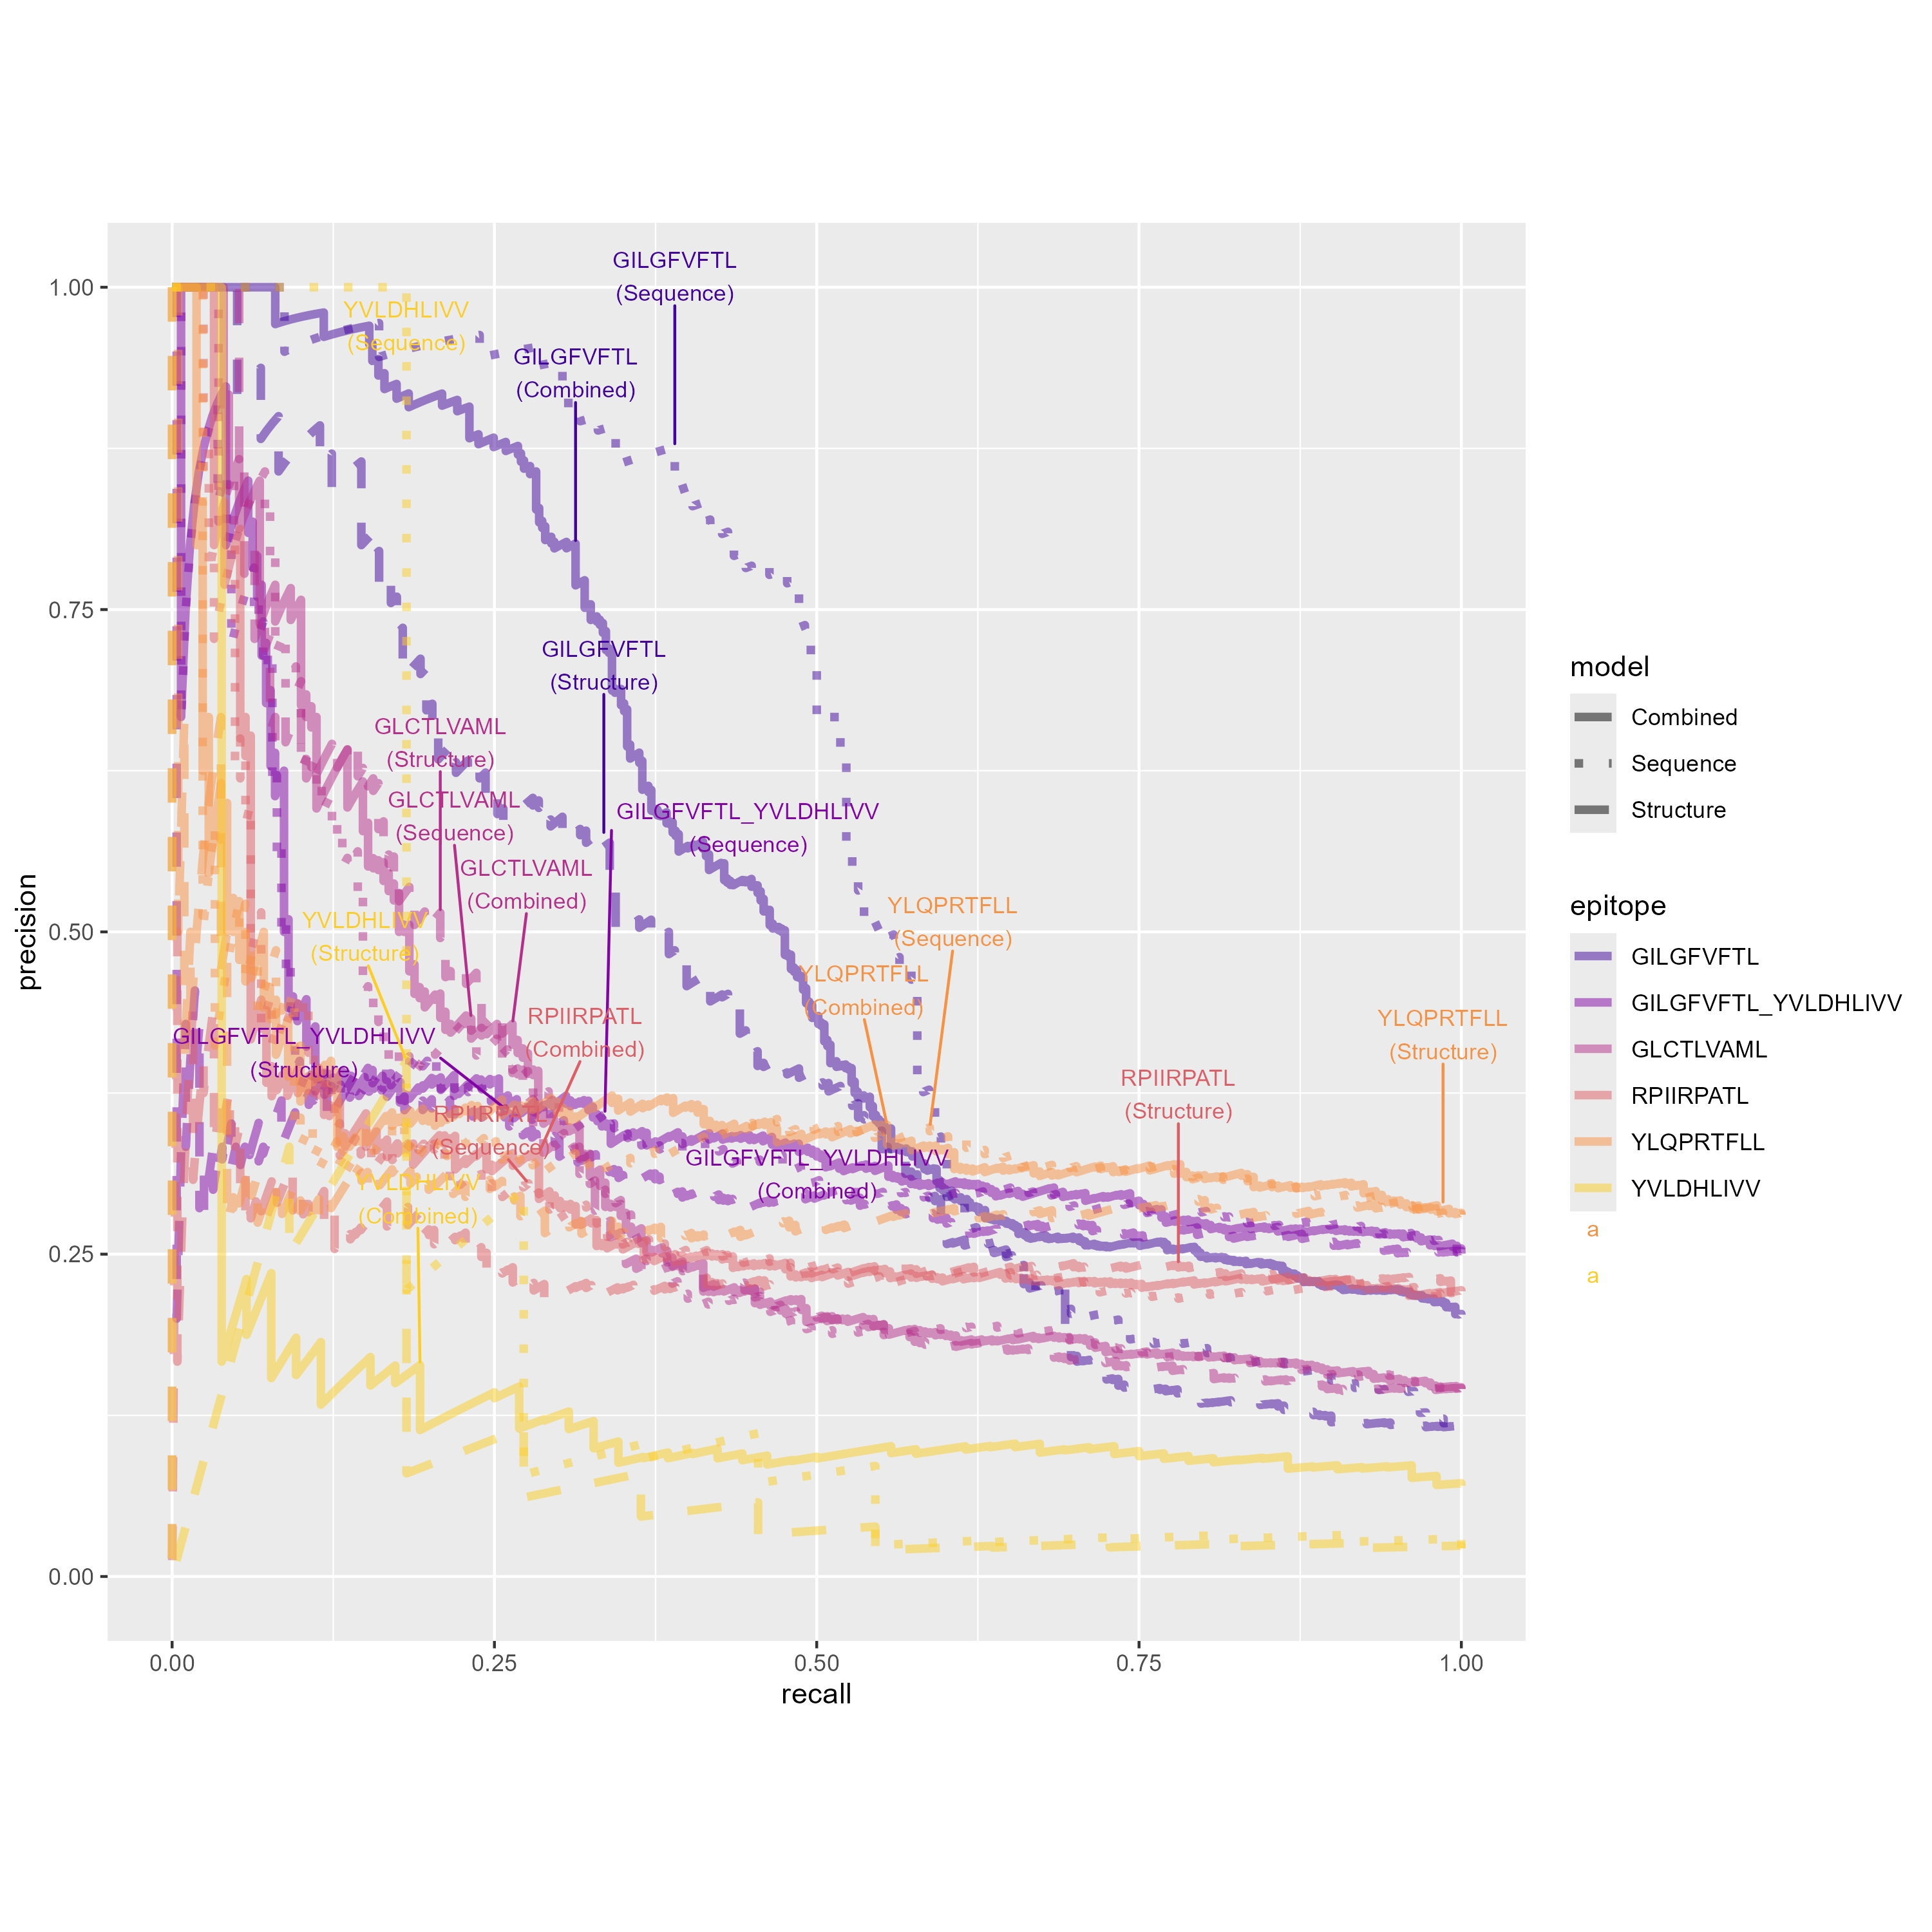 GILGFVFTL
(Sequence)
1.00
YVLDHLIVV
(Sequence)
GILGFVFTL
(Combined)
0.75
GILGFVFTL
(Structure)
GLCTLVAML
(Structure)
GLCTLVAML
(Sequence)
GILGFVFTL_YVLDHLIVV
(Sequence)
GLCTLVAML
(Combined)
YVLDHLIVV
(Structure)
YLQPRTFLL
(Sequence)
0.50
YLQPRTFLL
(Combined)
RPIIRPATL
(Combined)
YLQPRTFLL
(Structure)
GILGFVFTL_YVLDHLIVV
(Structure)
RPIIRPATL
(Structure)
RPIIRPATL
(Sequence)
GILGFVFTL_YVLDHLIVV
(Combined)
YVLDHLIVV
(Combined)
0.25
0.00
precision
0.00 0.25 0.50 0.75 1.00
recall
model
Combined
Sequence
Structure
epitope
GILGFVFTL
GILGFVFTL_YVLDHLIVV
GLCTLVAML
RPIIRPATL
YLQPRTFLL
YVLDHLIVV
a
a